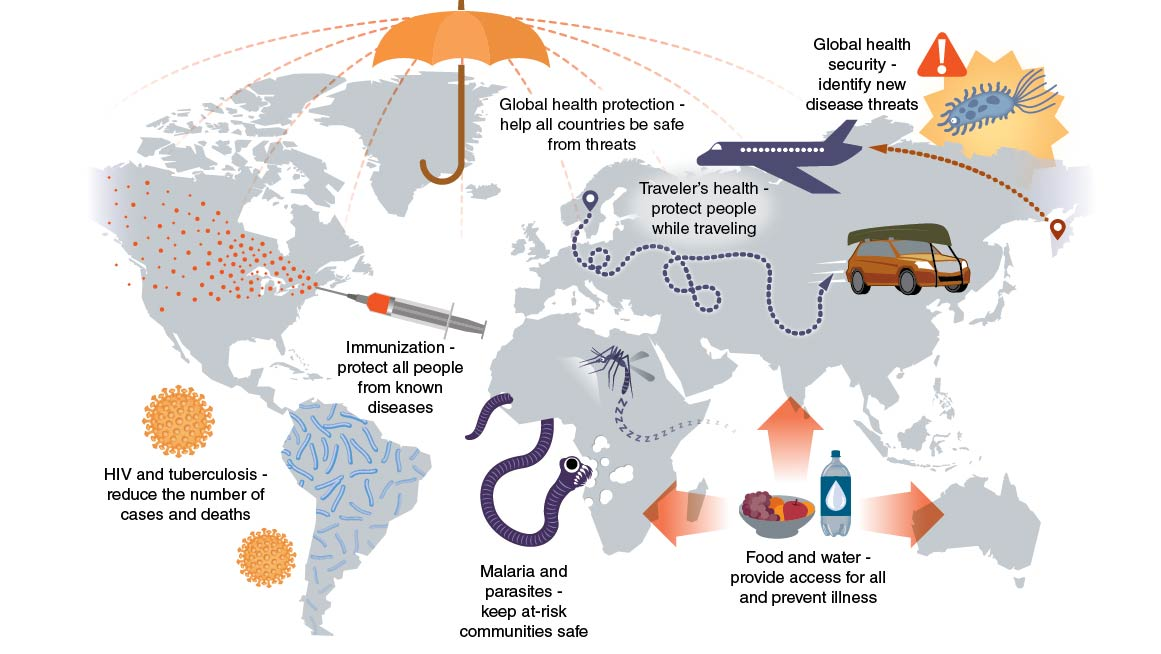 Global health
security -
identify new
disease threats
Global health protection -
help all countries be safe
from threats
Traveler’s health -
protect people
while traveling
Immunization -
protect all people
from known
diseases
HIV and tuberculosis -
reduce the number of
cases and deaths
Malaria and
parasites -
keep at-risk
communities safe
Food and water -
provide access for all
and prevent illness